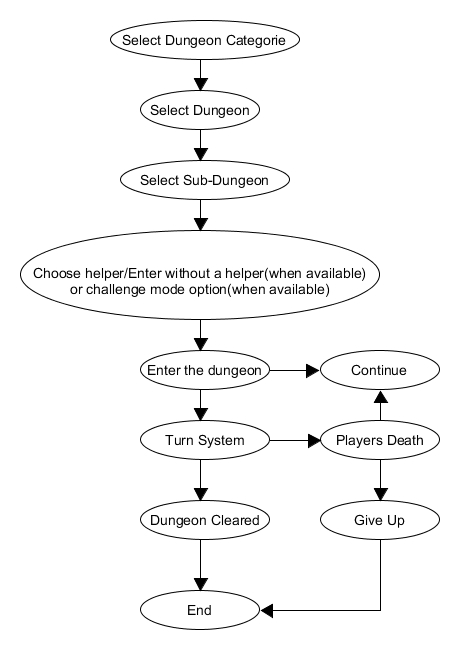 Select Dungeon Categorie
Select Dungeon
Select Sub-Dungeon
Choose helper/Enter without a helper(when available)
or challenge mode option(when available)
Enter the dungeon
Continue
Turn System
Players Death
Dungeon Cleared
Give Up
End